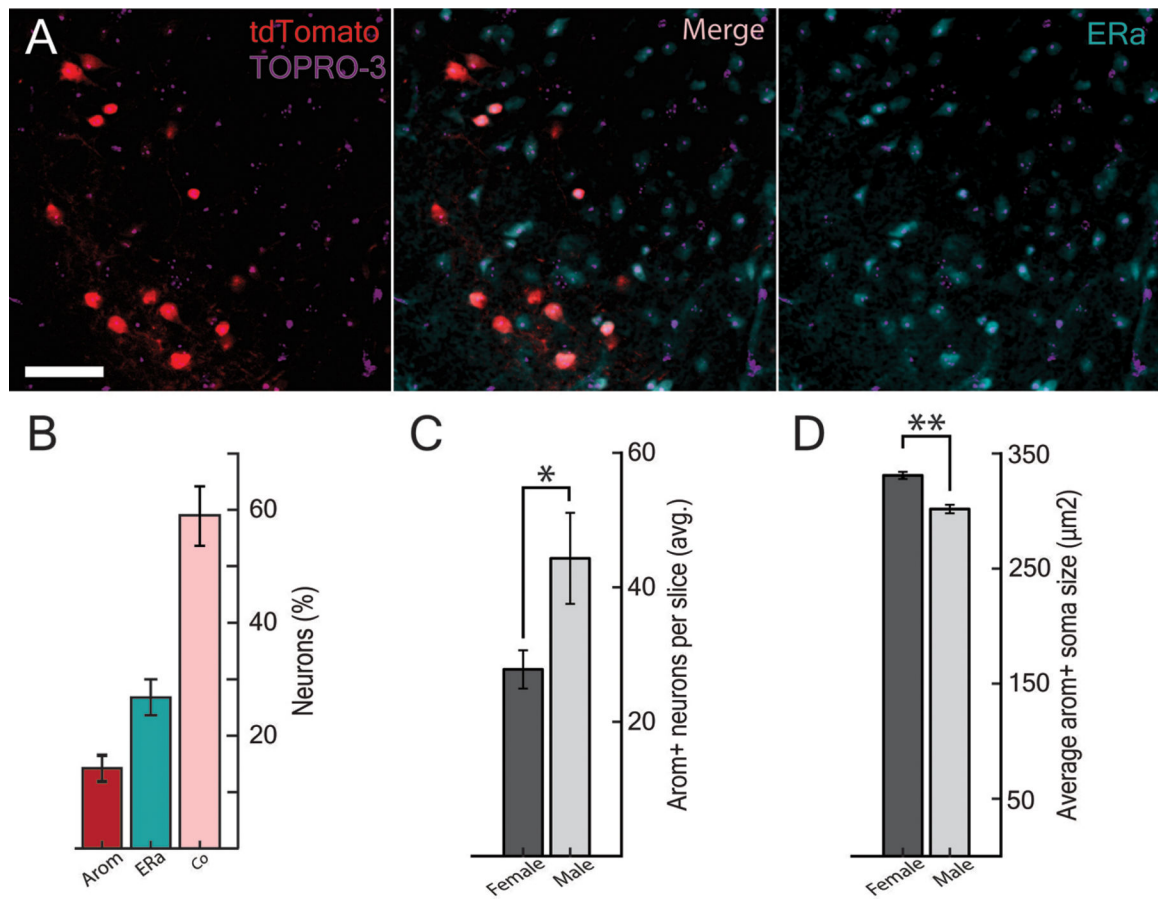 A
tdTomato
TOPRO-3
Merge
ERa
B
60
40
20
Neurons (%)
Arom
ERa
Co
C
*
60
40
20
Arom+ neurons per slice (avg.)
Female
Male
D
**
350
250
150
50
Average arom+ soma size (µm2)
Female
Male